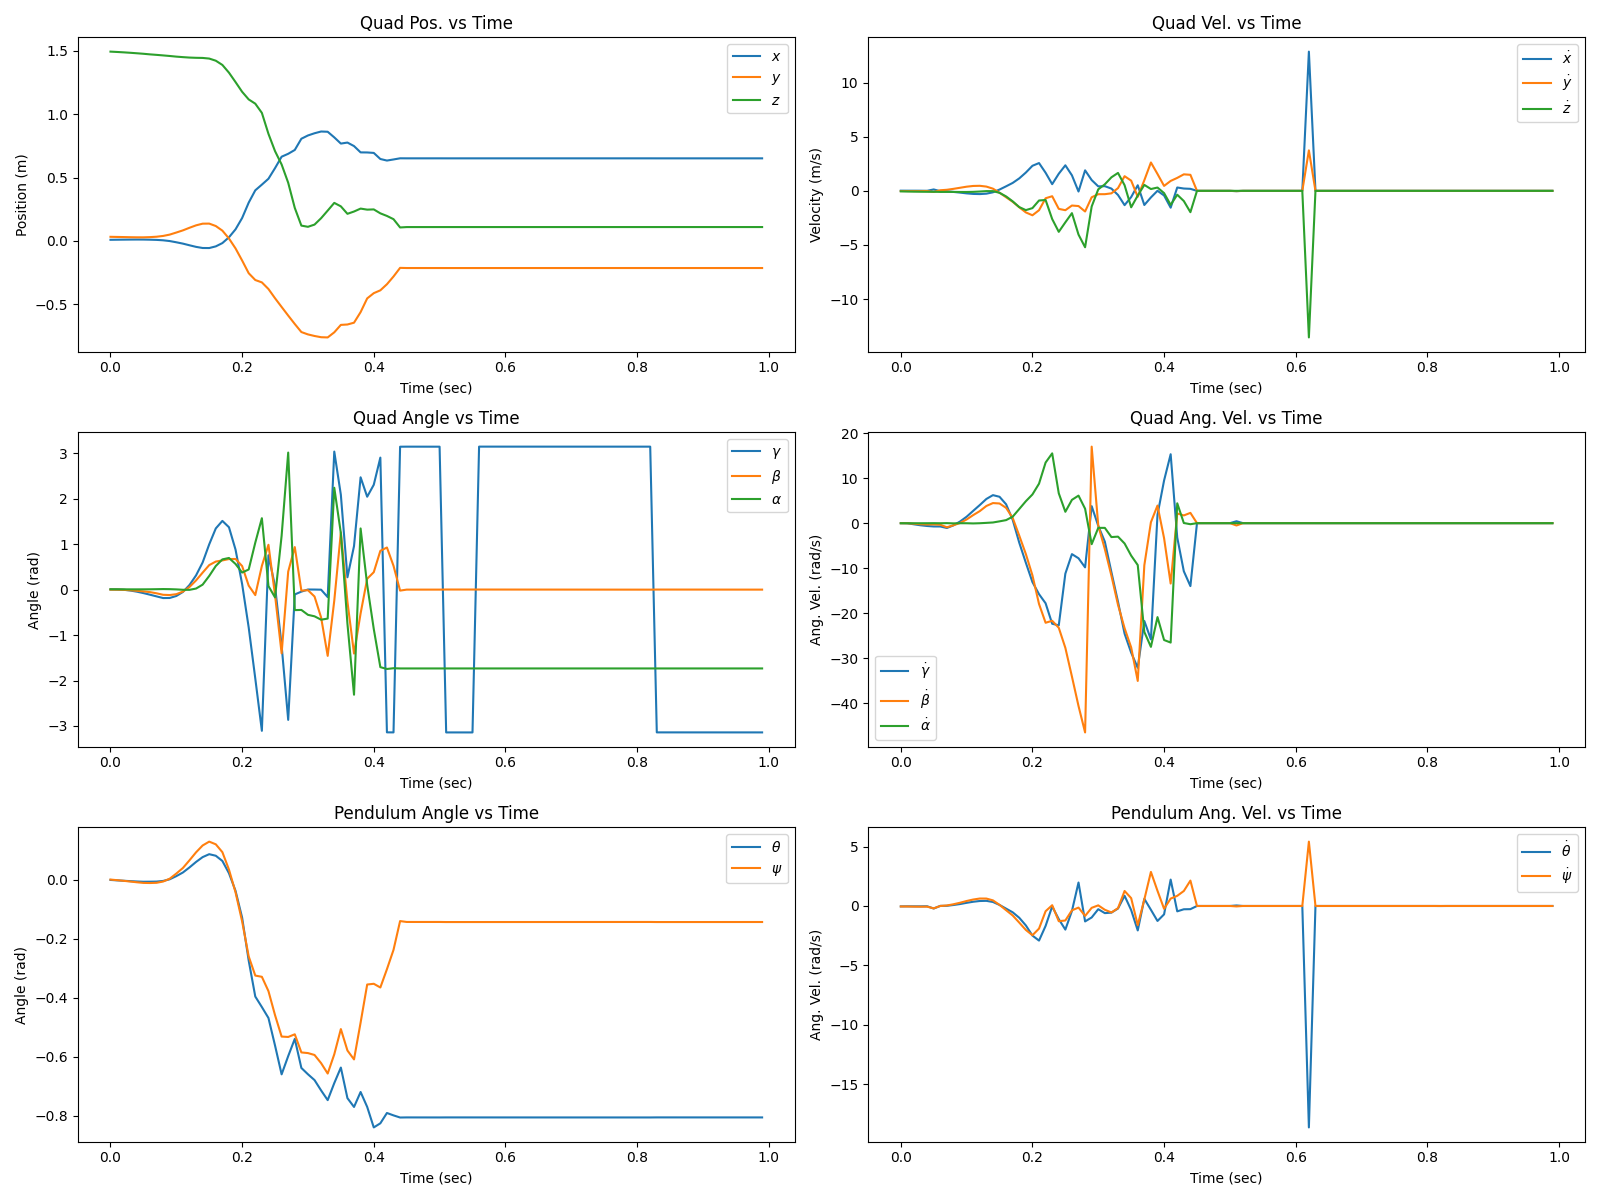 Quad Pos. vs Time
1.5
1.0
0.5
0.0
−0.5
Position (m)
x
y
z
0.0 0.2 0.4 0.6 0.8 1.0
Time (sec)
Quad Vel. vs Time
10
5
0
−5
−10
Velocity (m/s)
ẋ
ẏ
ż
0.0 0.2 0.4 0.6 0.8 1.0
Time (sec)
Quad Angle vs Time
3
2
1
0
−1
−2
−3
Angle (rad)
γ
β
α
0.0 0.2 0.4 0.6 0.8 1.0
Time (sec)
Quad Ang. Vel. vs Time
20
10
0
−10
−20
−30
−40
Ang. Vel. (rad/s)
γ̇
β̇
α̇
0.0 0.2 0.4 0.6 0.8 1.0
Time (sec)
Pendulum Angle vs Time
0.0
−0.2
−0.4
−0.6
−0.8
Angle (rad)
θ
ψ
0.0 0.2 0.4 0.6 0.8 1.0
Time (sec)
Pendulum Ang. Vel. vs Time
5
0
−5
−10
−15
Ang. Vel. (rad/s)
θ̇
ψ̇
0.0 0.2 0.4 0.6 0.8 1.0
Time (sec)